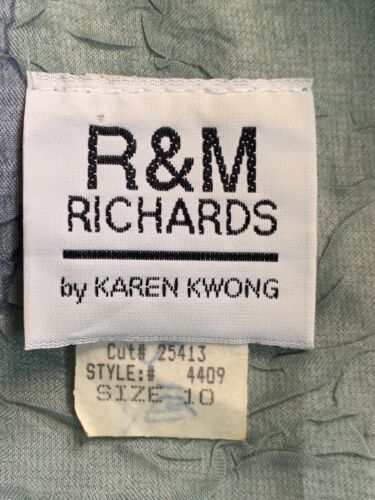 R&M
RICHARDS
by KAREN KWONG
Cut# 25413
STYLE:# 4409
SIZE 10